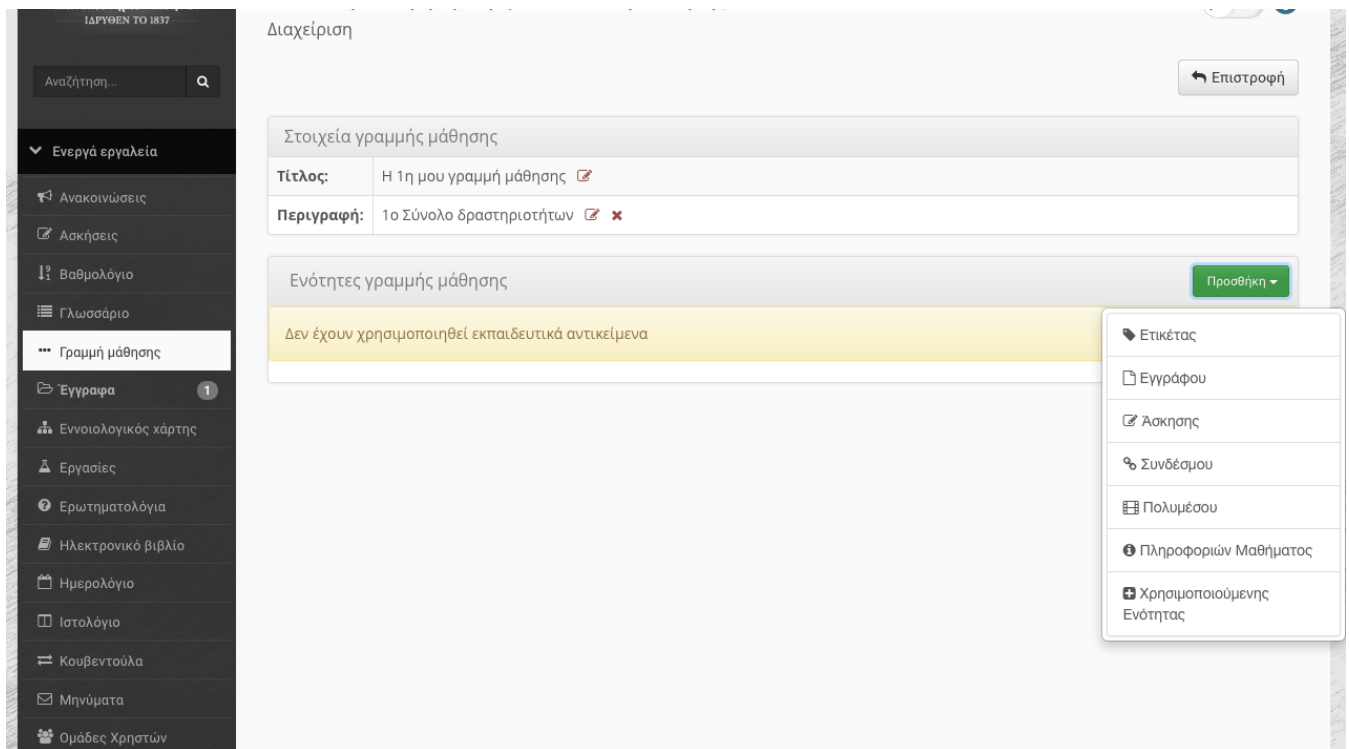 ΙΔΡΥΘΕΝ ΤΟ 1837
Διαχείριση
Αναζήτηση...
Επιστροφή
Ενεργά εργαλεία
Ανακοινώσεις
Ασκήσεις
Βαθμολόγιο
Γλωσσάριο
Γραμμή μάθησης
Έγγραφα 1
Εννοιολογικός χάρτης
Εργασίες
Ερωτηματολόγια
Ηλεκτρονικό βιβλίο
Ημερολόγιο
Ιστολόγιο
Κουβεντούλα
Μηνύματα
Ομάδες Χρηστών
Στοιχεία γραμμής μάθησης
Τίτλος: Η 1η μου γραμμή μάθησης
Περιγραφή: 1ο Σύνολο δραστηριοτήτων
Ενότητες γραμμής μάθησης
Προσθήκη
Δεν έχουν χρησιμοποιηθεί εκπαιδευτικά αντικείμενα
Ετικέτας
Εγγράφου
Άσκησης
Συνδέσμου
Πολυμέσου
Πληροφοριών Μαθήματος
Χρησιμοποιούμενης
Ενότητας